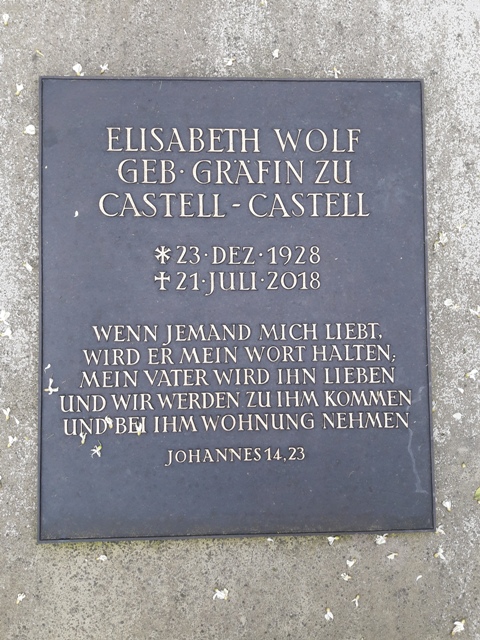 ELISABETH WOLF
GEB· GRÄFIN ZU
CASTELL-CASTELL
* 23·DEZ·1928
✝ 21·JULI·2018
WENN JEMAND MICH LIEBT,
WIRD ER MEIN WORT HALTEN;
MEIN VATER WIRD IHN LIEBEN
UND WIR WERDEN ZU IHM KOMMEN
UND BEI IHM WOHNUNG NEHMEN
JOHANNES 14,23